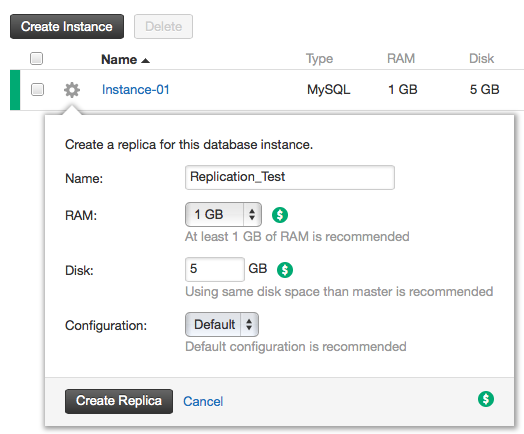 Create Instance Delete
Name Type RAM Disk
Instance-01 MySQL 1 GB 5 GB
Create a replica for this database instance.
Name: Replication_Test
RAM: 1 GB $
At least 1 GB of RAM is recommended
Disk: 5 GB $
Using same disk space than master is recommended
Configuration: Default
Default configuration is recommended
Create Replica Cancel $